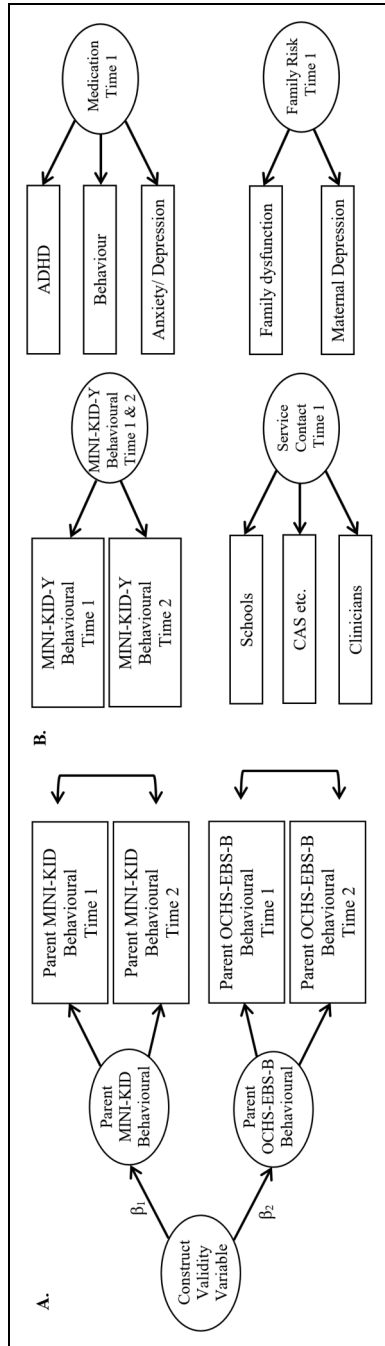 A.
Construct
Validity
Variable
β1
β2
Parent
MINI-KID
Behavioural
Parent
OCHS-EBS-B
Behavioural
Parent MINI-KID
Behavioural
Time 1
Parent MINI-KID
Behavioural
Time 2
Parent OCHS-EBS-B
Behavioural
Time 1
Parent OCHS-EBS-B
Behavioural
Time 2
B.
MINI-KID-Y
Behavioural
Time 1
MINI-KID-Y
Behavioural
Time 2
MINI-KID-Y
Behavioural
Time 1 & 2
ADHD
Behaviour
Anxiety/ Depression
Medication
Time 1
Schools
CAS etc.
Clinicians
Service
Contact
Time 1
Family dysfunction
Maternal Depression
Family Risk
Time 1